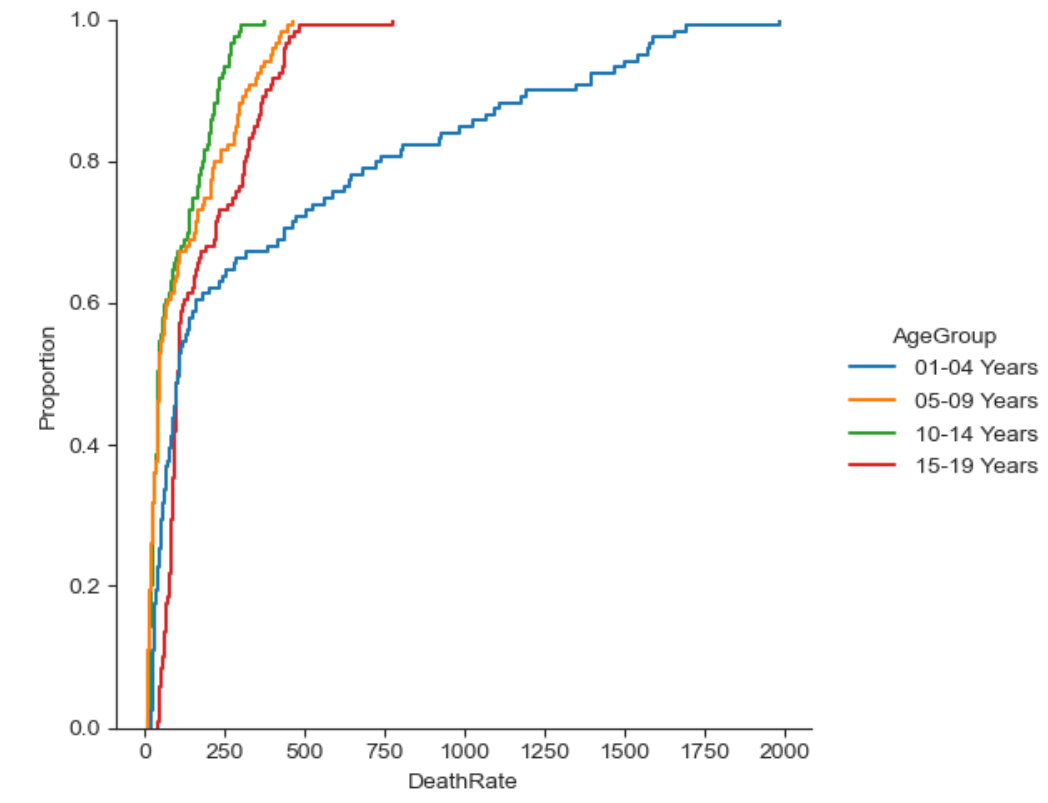 1.0
0.8
0.6
0.4
0.2
0.0
Proportion
0 250 500 750 1000 1250 1500 1750 2000
DeathRate
AgeGroup
01-04 Years
05-09 Years
10-14 Years
15-19 Years